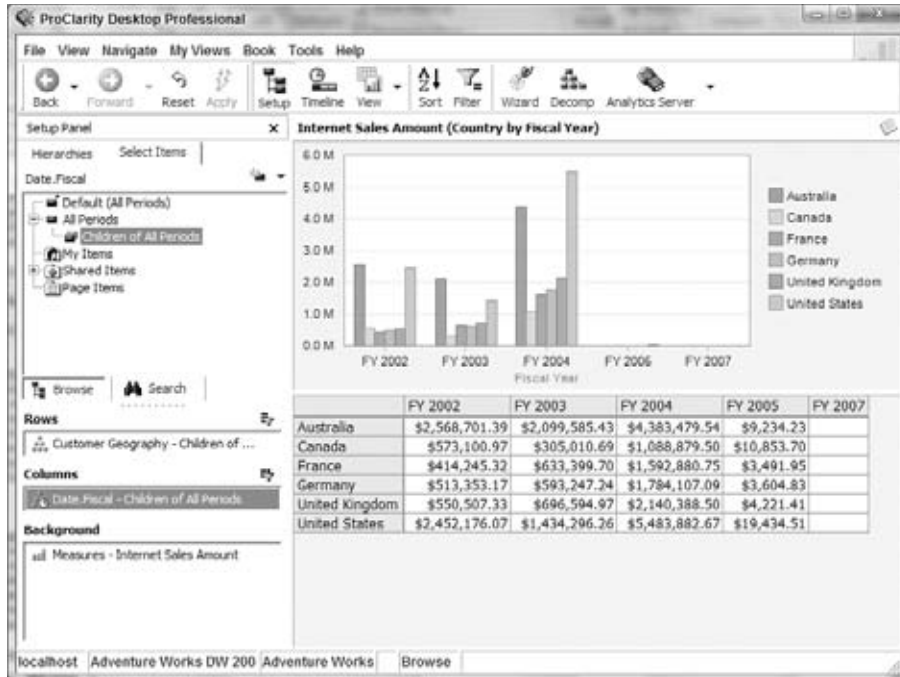 ProClarity Desktop Professional
File View Navigate My Views Book Tools Help
Back Forward Reset Apply Setup Timeline View Sort Filter Wizard Decomp Analytics Server
Setup Panel x
Hierarchies Select Items
Date.Fiscal
Default (All Periods)
All Periods
Children of All Periods
My Items
Shared Items
Page Items
Browse Search
Rows
Customer Geography - Children of ...
Columns
Date.Fiscal - Children of All Periods
Background
Measures - Internet Sales Amount
Internet Sales Amount (Country by Fiscal Year)
6.0 M
5.0 M
4.0 M
3.0 M
2.0 M
1.0 M
0.0 M
FY 2002 FY 2003 FY 2004 FY 2006 FY 2007
Fiscal Year
Australia
Canada
France
Germany
United Kingdom
United States
FY 2002 FY 2003 FY 2004 FY 2005 FY 2007
Australia $2,568,701.39 $2,099,585.43 $4,383,479.54 $9,234.23
Canada $573,100.97 $305,010.69 $1,088,879.50 $10,853.70
France $414,245.32 $633,399.70 $1,592,880.75 $3,491.95
Germany $513,353.17 $593,247.24 $1,784,107.09 $3,604.83
United Kingdom $550,507.33 $696,594.97 $2,140,388.50 $4,221.41
United States $2,452,176.07 $1,434,296.26 $5,483,882.67 $19,434.51
localhost Adventure Works DW 200 Adventure Works Browse